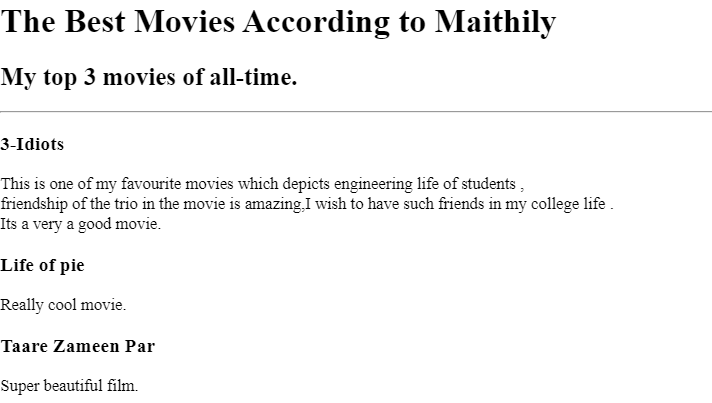 The Best Movies According to Maithily
My top 3 movies of all-time.
3-Idiots
This is one of my favourite movies which depicts engineering life of students ,
friendship of the trio in the movie is amazing,I wish to have such friends in my college life .
Its a very a good movie.
Life of pie
Really cool movie.
Taare Zameen Par
Super beautiful film.